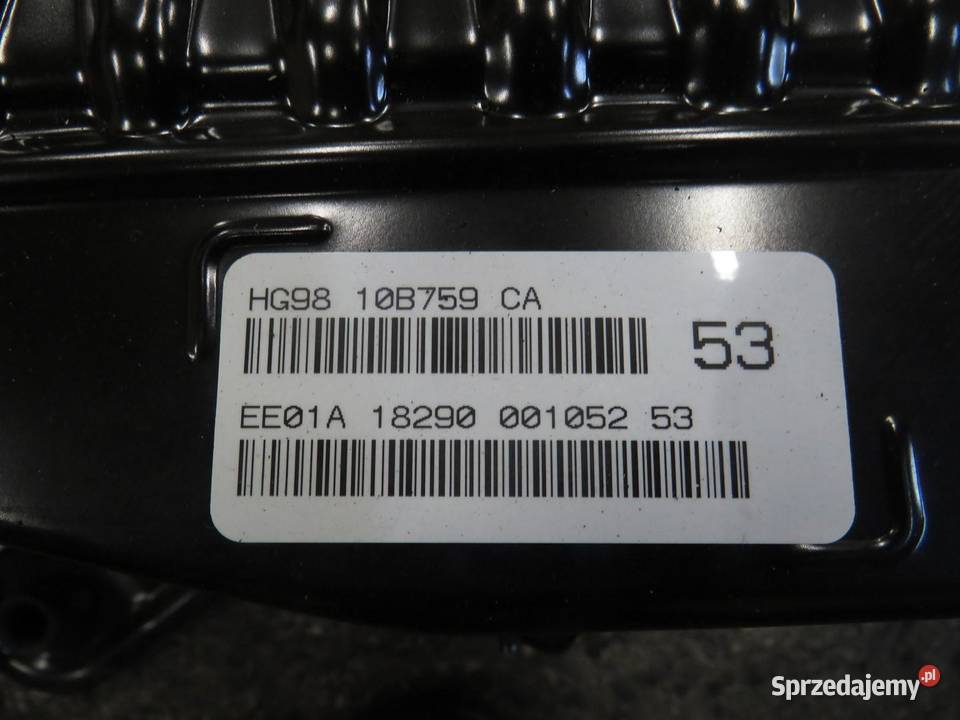 HG98 10B759 CA
53
EE01A 18290 001052 53
Sprzedajemy.pl